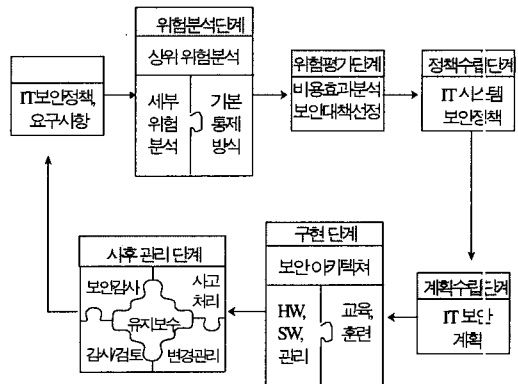 IT보안정책,
요구사항
위험분석단계
상위 위험분석
세부
위험
분석
기본
통제
방식
위험평가단계
비용효과분석
보안대책선정
정책수립단계
IT 시스템
보안정책
계획수립단계
IT 보안
계획
구현 단계
보안 아키텍쳐
HW,
SW,
관리
교육,
훈련
사후 관리 단계
보안감사
사고
처리
유지보수
감사/검토
변경관리